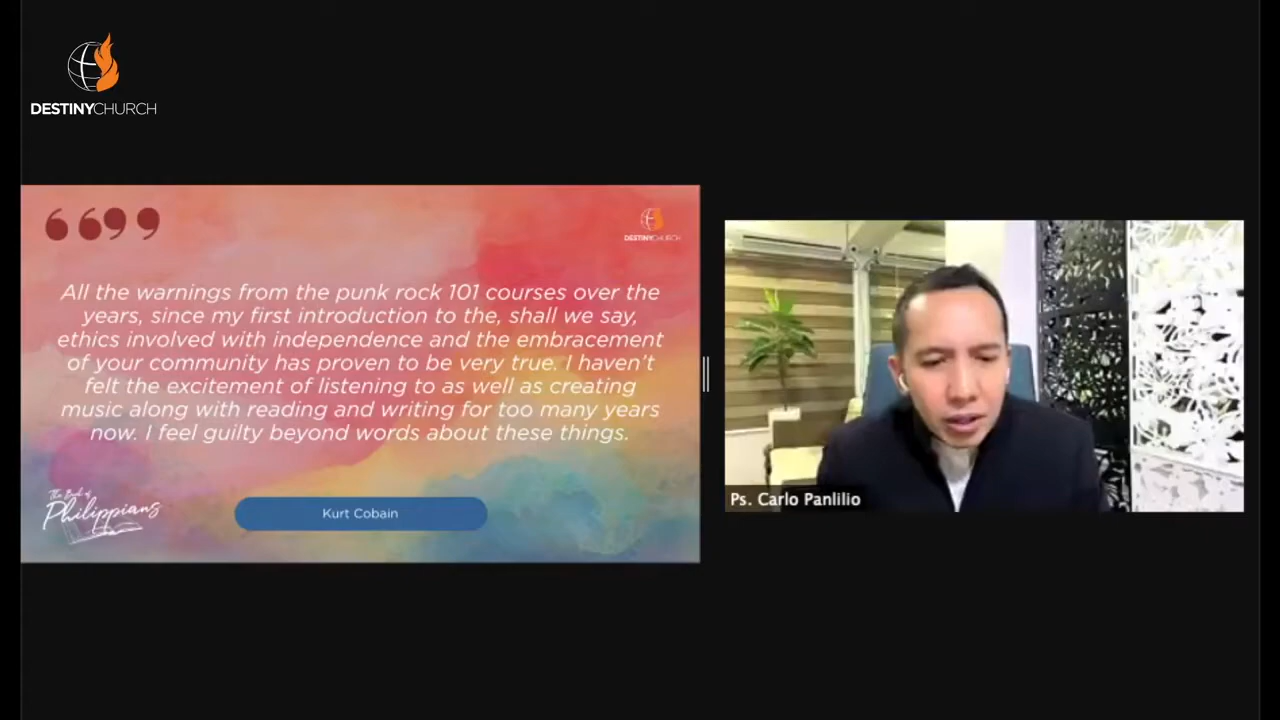 DESTINYCHURCH
DESTINYCHURCH
All the warnings from the punk rock 101 courses over the
years, since my first introduction to the, shall we say,
ethics involved with independence and the embracement
of your community has proven to be very true. I haven't
felt the excitement of listening to as well as creating
music along with reading and writing for too many years
now. I feel guilty beyond words about these things.
The Book of
Philippians
Kurt Cobain
Ps. Carlo Panlilio